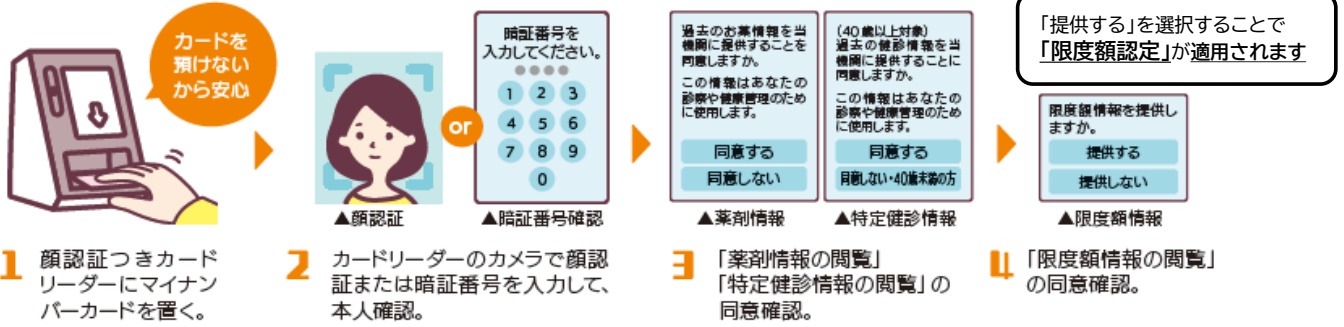 カードを
預けない
から安心
or
暗証番号を
入力してください。
1 2 3
4 5 6
7 8 9
0
▲顔認証
▲暗証番号確認
過去のお薬情報を当
機関に提供することを
同意しますか。
この情報はあなたの
診察や健康管理のため
に使用します。
同意する
同意しない
▲薬剤情報
(40歳以上対象)
過去の健診情報を当
機関に提供することに
同意しますか。
この情報はあなたの
診察や健康管理のため
に使用します。
同意する
同意しない・40歳未満の方
▲特定健診情報
「提供する」を選択することで
「限度額認定」が適用されます
限度額情報を提供し
ますか。
提供する
提供しない
▲限度額情報
1 顔認証つきカード
リーダーにマイナン
バーカードを置く。
2 カードリーダーのカメラで顔認
証または暗証番号を入力して、
本人確認。
3 「薬剤情報の閲覧」
「特定健診情報の閲覧」の
同意確認。
4 「限度額情報の閲覧」
の同意確認。